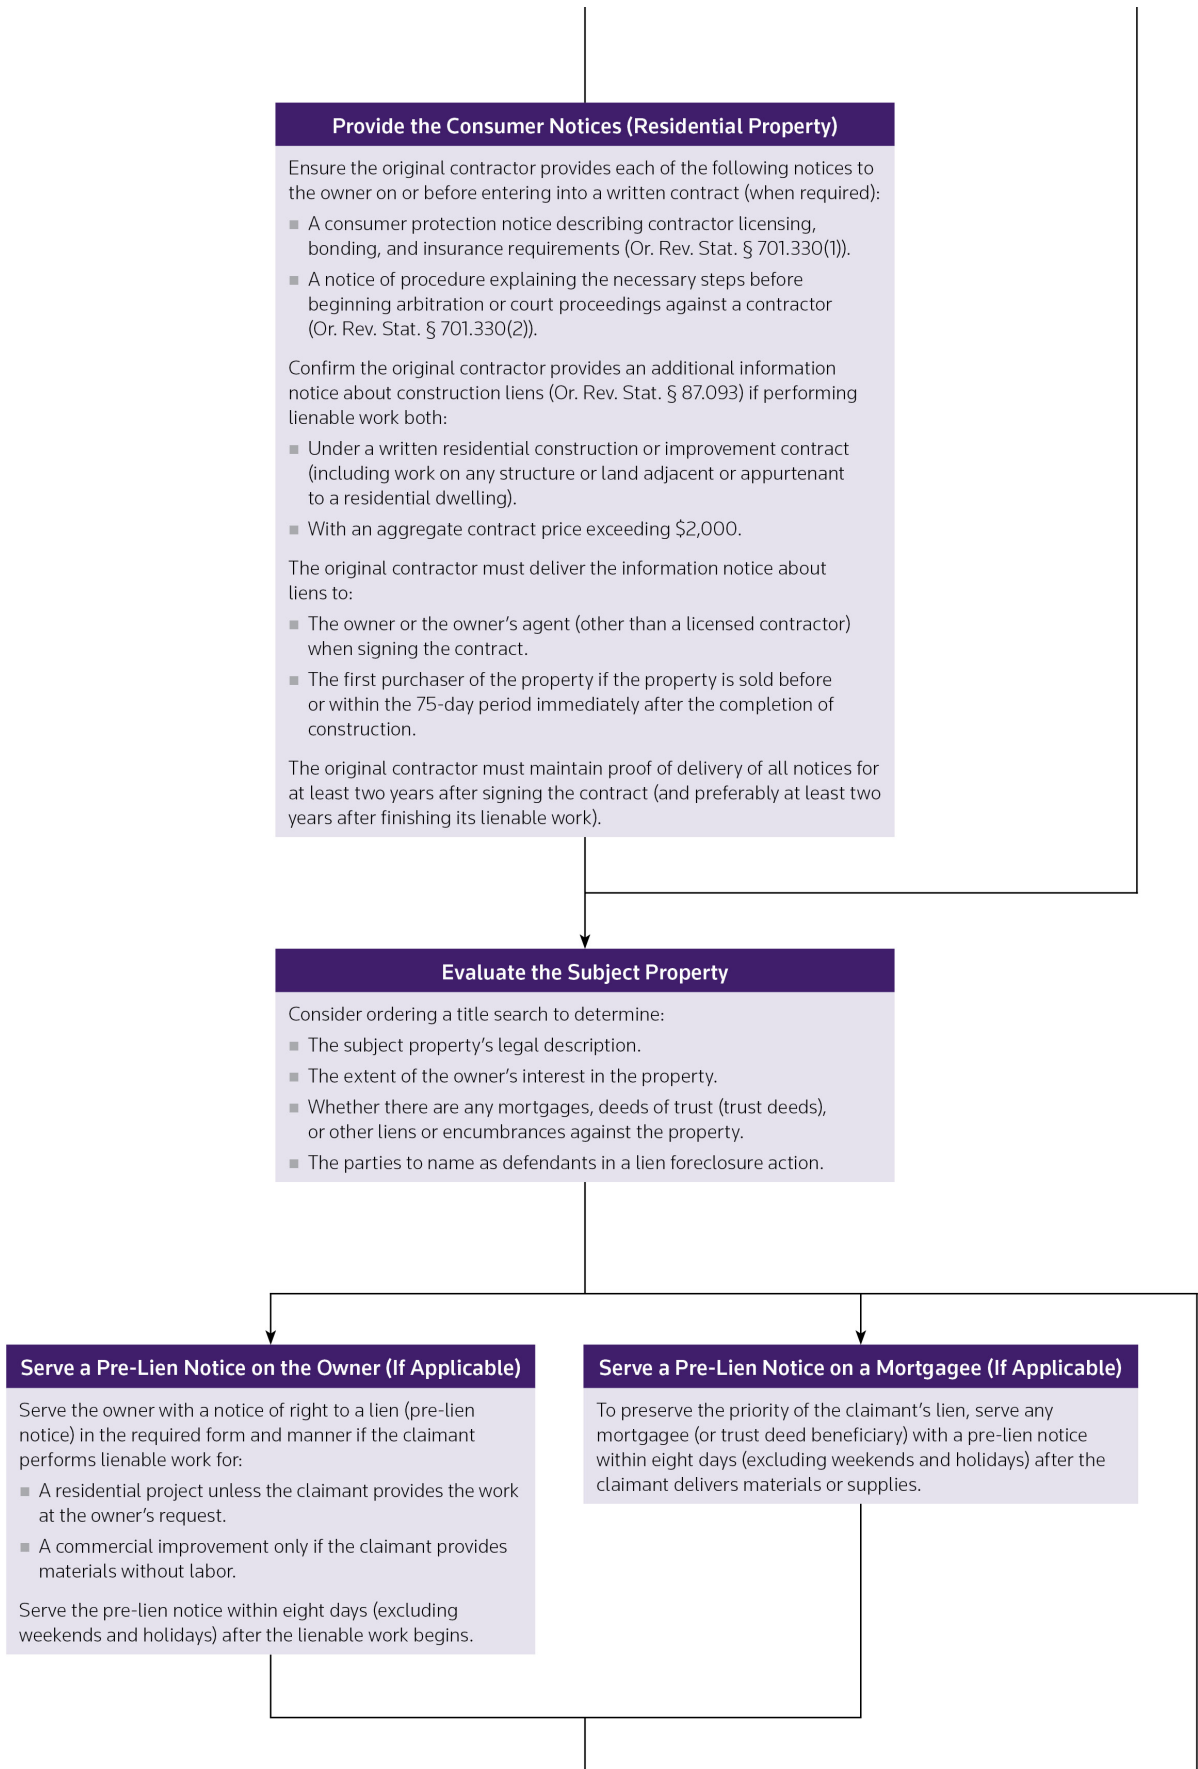 Provide the Consumer Notices (Residential Property)
Ensure the original contractor provides each of the following notices to
the owner on or before entering into a written contract (when required):
■ A consumer protection notice describing contractor licensing,
bonding, and insurance requirements (Or. Rev. Stat. § 701.330(1)).
■ A notice of procedure explaining the necessary steps before
beginning arbitration or court proceedings against a contractor
(Or. Rev. Stat. § 701.330(2)).
Confirm the original contractor provides an additional information
notice about construction liens (Or. Rev. Stat. § 87.093) if performing
lienable work both:
■ Under a written residential construction or improvement contract
(including work on any structure or land adjacent or appurtenant
to a residential dwelling).
■ With an aggregate contract price exceeding $2,000.
The original contractor must deliver the information notice about
liens to:
■ The owner or the owner’s agent (other than a licensed contractor)
when signing the contract.
■ The first purchaser of the property if the property is sold before
or within the 75-day period immediately after the completion of
construction.
The original contractor must maintain proof of delivery of all notices for
at least two years after signing the contract (and preferably at least two
years after finishing its lienable work).
Evaluate the Subject Property
Consider ordering a title search to determine:
■ The subject property’s legal description.
■ The extent of the owner’s interest in the property.
■ Whether there are any mortgages, deeds of trust (trust deeds),
or other liens or encumbrances against the property.
■ The parties to name as defendants in a lien foreclosure action.
Serve a Pre-Lien Notice on the Owner (If Applicable)
Serve the owner with a notice of right to a lien (pre-lien
notice) in the required form and manner if the claimant
performs lienable work for:
■ A residential project unless the claimant provides the work
at the owner’s request.
■ A commercial improvement only if the claimant provides
materials without labor.
Serve the pre-lien notice within eight days (excluding
weekends and holidays) after the lienable work begins.
Serve a Pre-Lien Notice on a Mortgagee (If Applicable)
To preserve the priority of the claimant’s lien, serve any
mortgagee (or trust deed beneficiary) with a pre-lien notice
within eight days (excluding weekends and holidays) after the
claimant delivers materials or supplies.